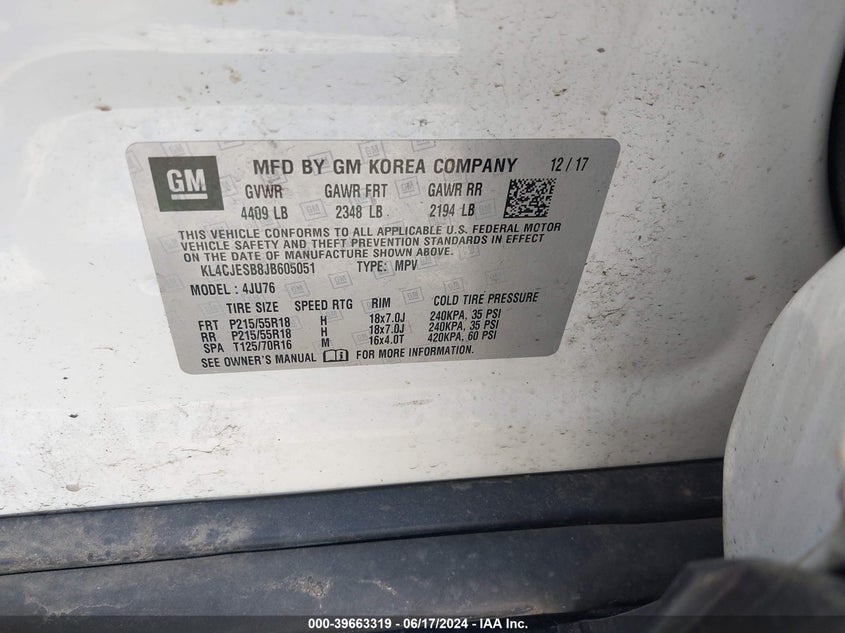 GM
MFD BY GM KOREA COMPANY 12/17
GVWR GAWR FRT GAWR RR
4409 LB 2348 LB 2194 LB
THIS VEHICLE CONFORMS TO ALL APPLICABLE U.S. FEDERAL MOTOR
VEHICLE SAFETY AND THEFT PREVENTION STANDARDS IN EFFECT
ON THE DATE OF MANUFACTURE SHOWN ABOVE.
KL4CJESB8JB605051 TYPE: MPV
MODEL: 4JU76
TIRE SIZE SPEED RTG RIM COLD TIRE PRESSURE
FRT P215/55R18 H 18x7.0J 240KPA, 35 PSI
RR P215/55R18 H 18x7.0J 240KPA, 35 PSI
SPA T125/70R16 M 16x4.0T 420KPA, 60 PSI
SEE OWNER'S MANUAL FOR MORE INFORMATION.
000-39663319 - 06/17/2024 - IAA Inc.